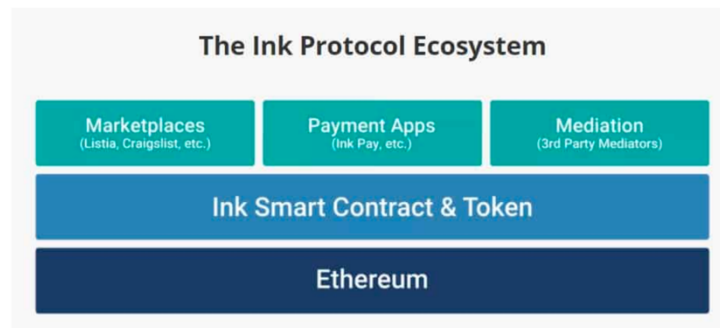 The Ink Protocol Ecosystem
Marketplaces
(Listia, Craigslist, etc.)
Payment Apps
(Ink Pay, etc.)
Mediation
(3rd Party Mediators)
Ink Smart Contract & Token
Ethereum